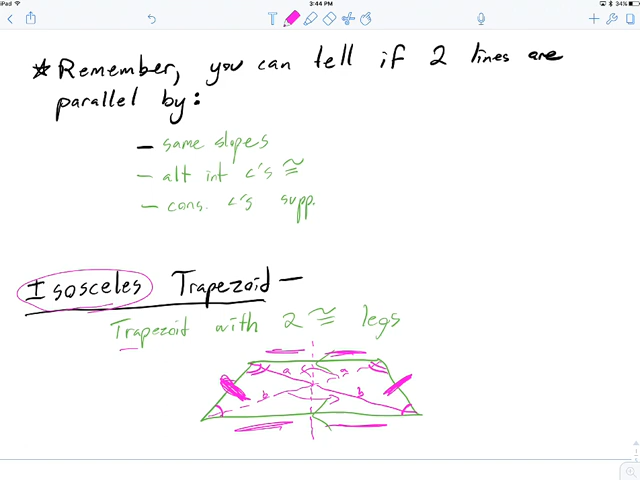 iPad
3:44 PM
34%
★ Remember, you can tell if 2 lines are
parallel by:
— same slopes
— alt int ∠'s ≅
— cons. ∠'s supp.
Isosceles Trapezoid —
Trapezoid with 2 ≅ legs
a a
b b